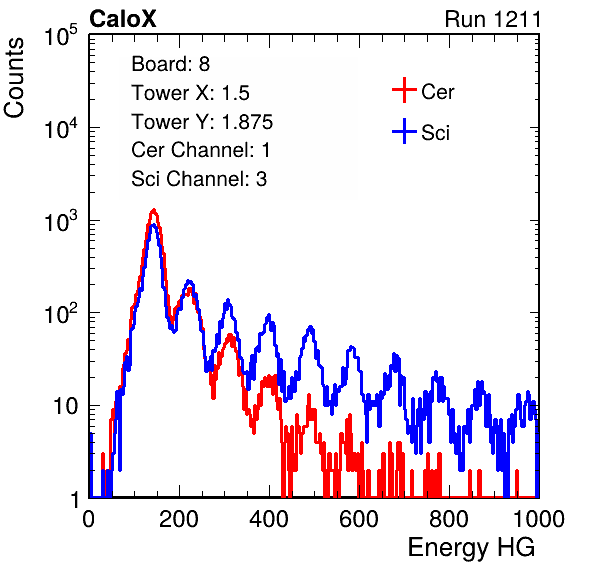 CaloX Run 1211
Counts
10^5
10^4
10^3
10^2
10
1
Board: 8
Tower X: 1.5
Tower Y: 1.875
Cer Channel: 1
Sci Channel: 3
Cer
Sci
0 200 400 600 800 1000
Energy HG